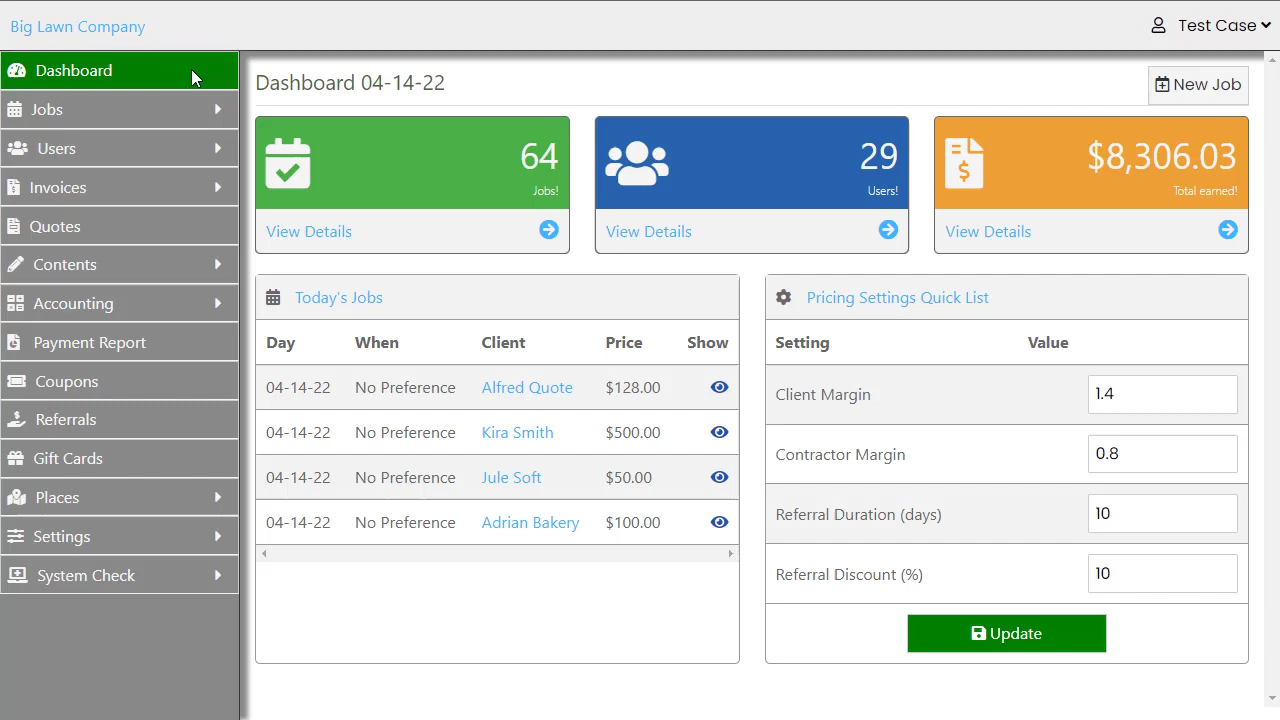 Big Lawn Company
Test Case
Dashboard
Jobs
Users
Invoices
Quotes
Contents
Accounting
Payment Report
Coupons
Referrals
Gift Cards
Places
Settings
System Check
Dashboard 04-14-22
New Job
64
Jobs!
View Details
29
Users!
View Details
$8,306.03
Total earned!
View Details
Today's Jobs
Day When Client Price Show
04-14-22 No Preference Alfred Quote $128.00
04-14-22 No Preference Kira Smith $500.00
04-14-22 No Preference Jule Soft $50.00
04-14-22 No Preference Adrian Bakery $100.00
Pricing Settings Quick List
Setting Value
Client Margin 1.4
Contractor Margin 0.8
Referral Duration (days) 10
Referral Discount (%) 10
Update